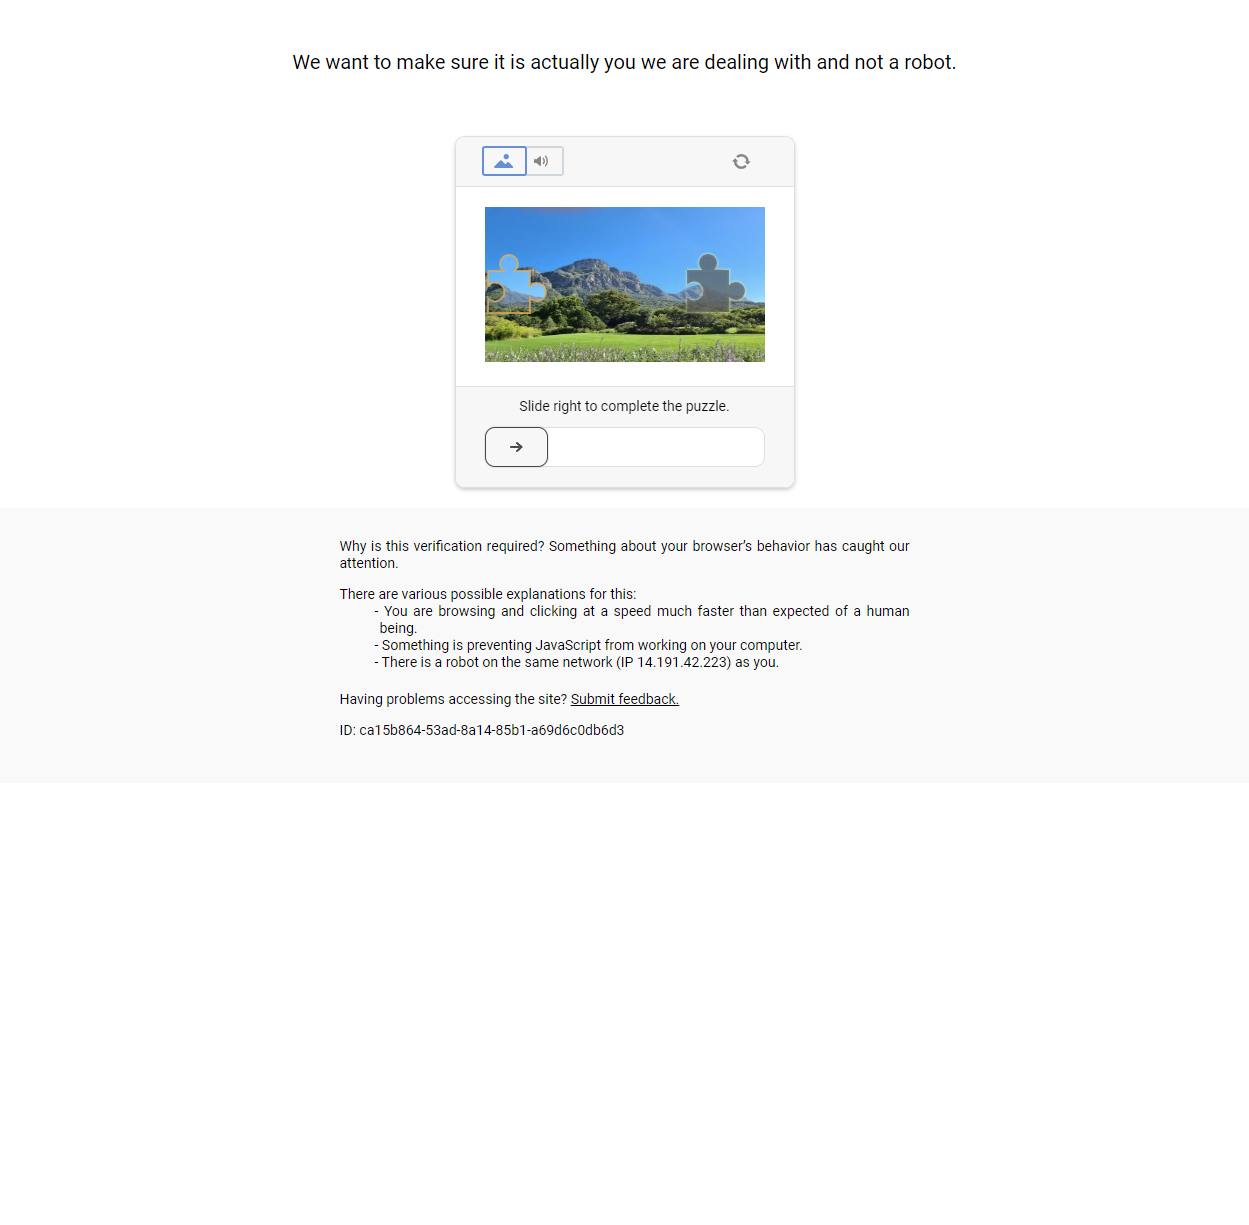 We want to make sure it is actually you we are dealing with and not a robot.
Slide right to complete the puzzle.
Why is this verification required? Something about your browser's behavior has caught our
attention.
There are various possible explanations for this:
- You are browsing and clicking at a speed much faster than expected of a human
being.
- Something is preventing JavaScript from working on your computer.
- There is a robot on the same network (IP 14.191.42.223) as you.
Having problems accessing the site? Submit feedback.
ID: ca15b864-53ad-8a14-85b1-a69d6c0db6d3